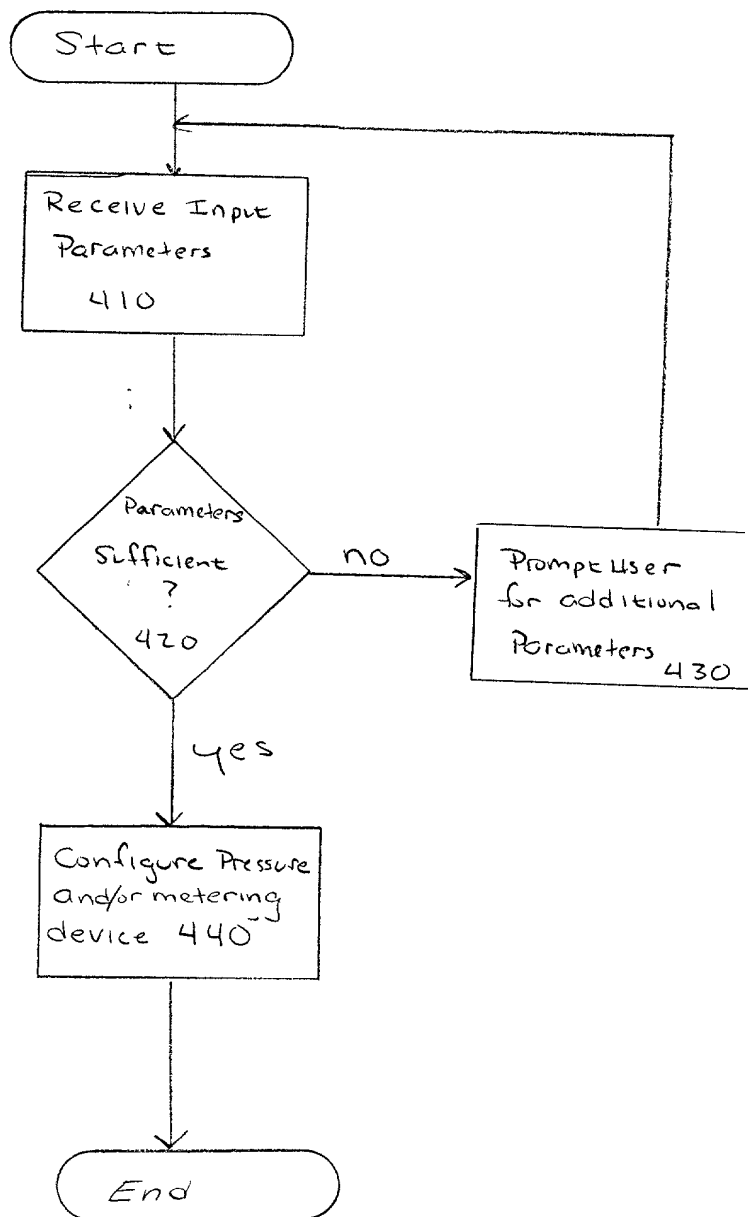 Start
Receive Input
Parameters
410
Parameters
Sufficient
?
420
no
Prompt User
for additional
Parameters
430
yes
Configure Pressure
and/or metering
device 440
End